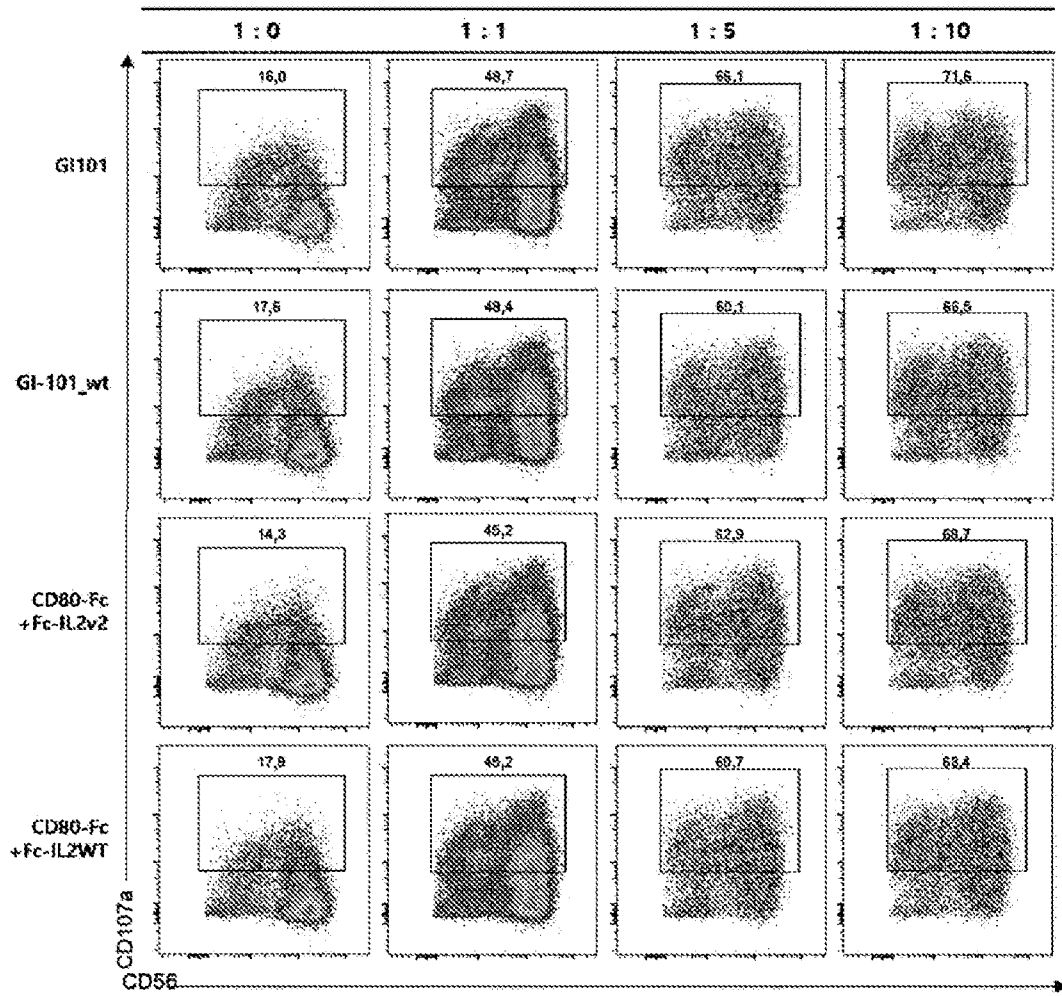 1 : 0 1 : 1 1 : 5 1 : 10
GI101 16,0 48,7 66,1 71,6
GI-101_wt 17,6 48,4 60,1 66,5
CD80-Fc
+Fc-IL2v2 14,3 45,2 62,9 68,7
CD80-Fc
+Fc-IL2WT 17,9 49,2 60,7 63,4
CD107a
CD56